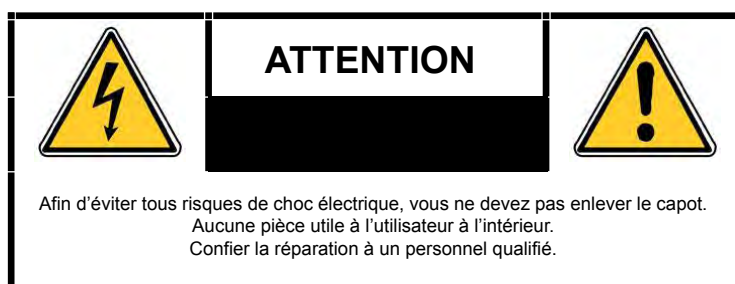 ATTENTION
Afin d’éviter tous risques de choc électrique, vous ne devez pas enlever le capot.
Aucune pièce utile à l’utilisateur à l’intérieur.
Confier la réparation à un personnel qualifié.